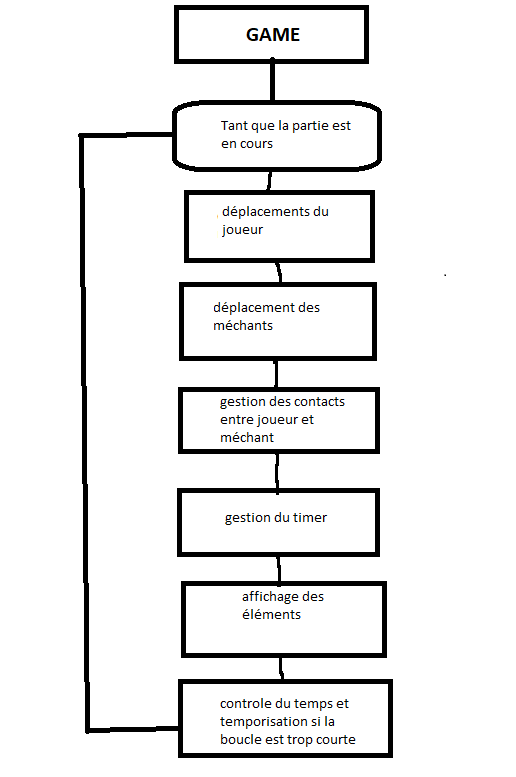 GAME
Tant que la partie est
en cours
déplacements du
joueur
déplacement des
méchants
gestion des contacts
entre joueur et
méchant
gestion du timer
affichage des
éléments
controle du temps et
temporisation si la
boucle est trop courte